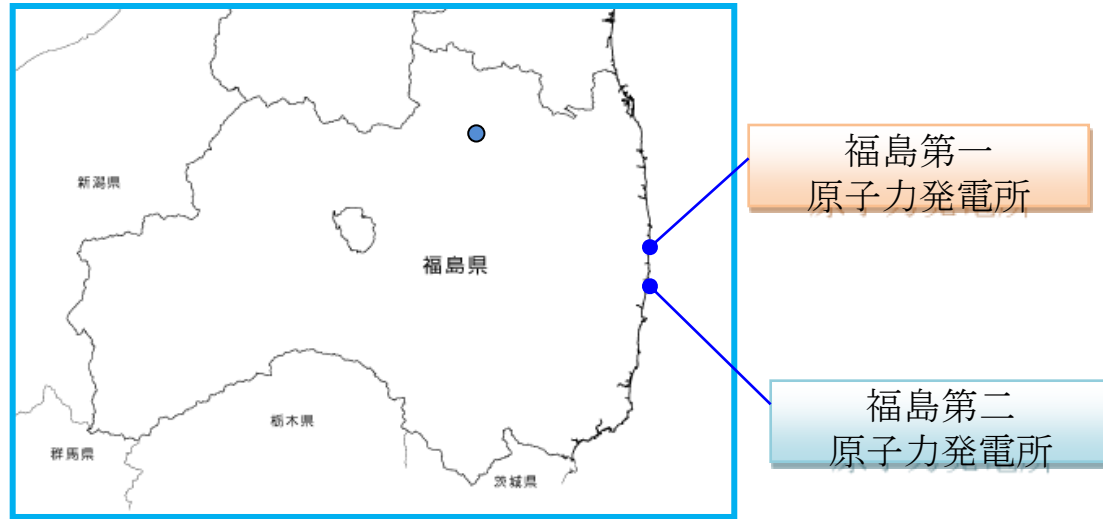 福島第一
原子力発電所
新潟県
福島県
福島第二
原子力発電所
栃木県
群馬県
茨城県